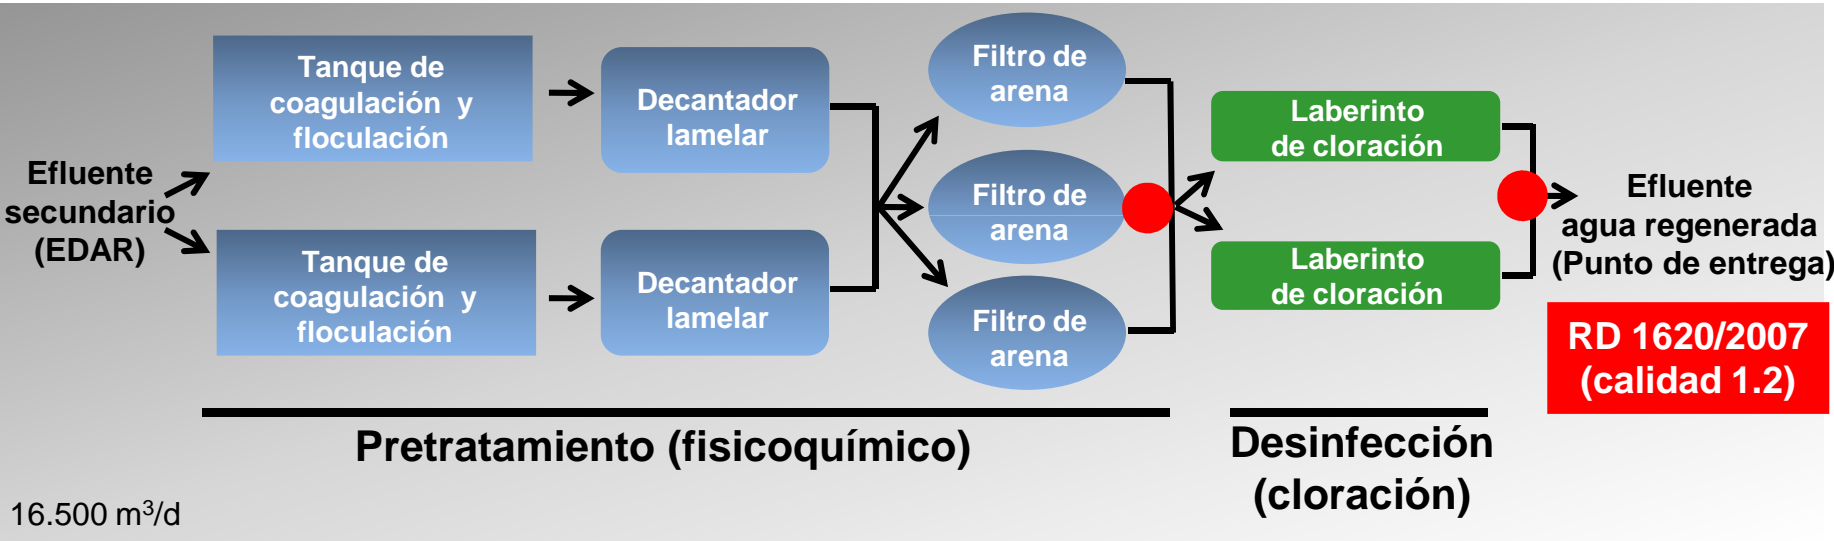 Efluente
secundario
(EDAR)
Tanque de
coagulación y
floculación
Tanque de
coagulación y
floculación
Decantador
lamelar
Decantador
lamelar
Filtro de
arena
Filtro de
arena
Filtro de
arena
Laberinto
de cloración
Laberinto
de cloración
Efluente
agua regenerada
(Punto de entrega)
RD 1620/2007
(calidad 1.2)
Pretratamiento (fisicoquímico)
Desinfección
(cloración)
16.500 m³/d